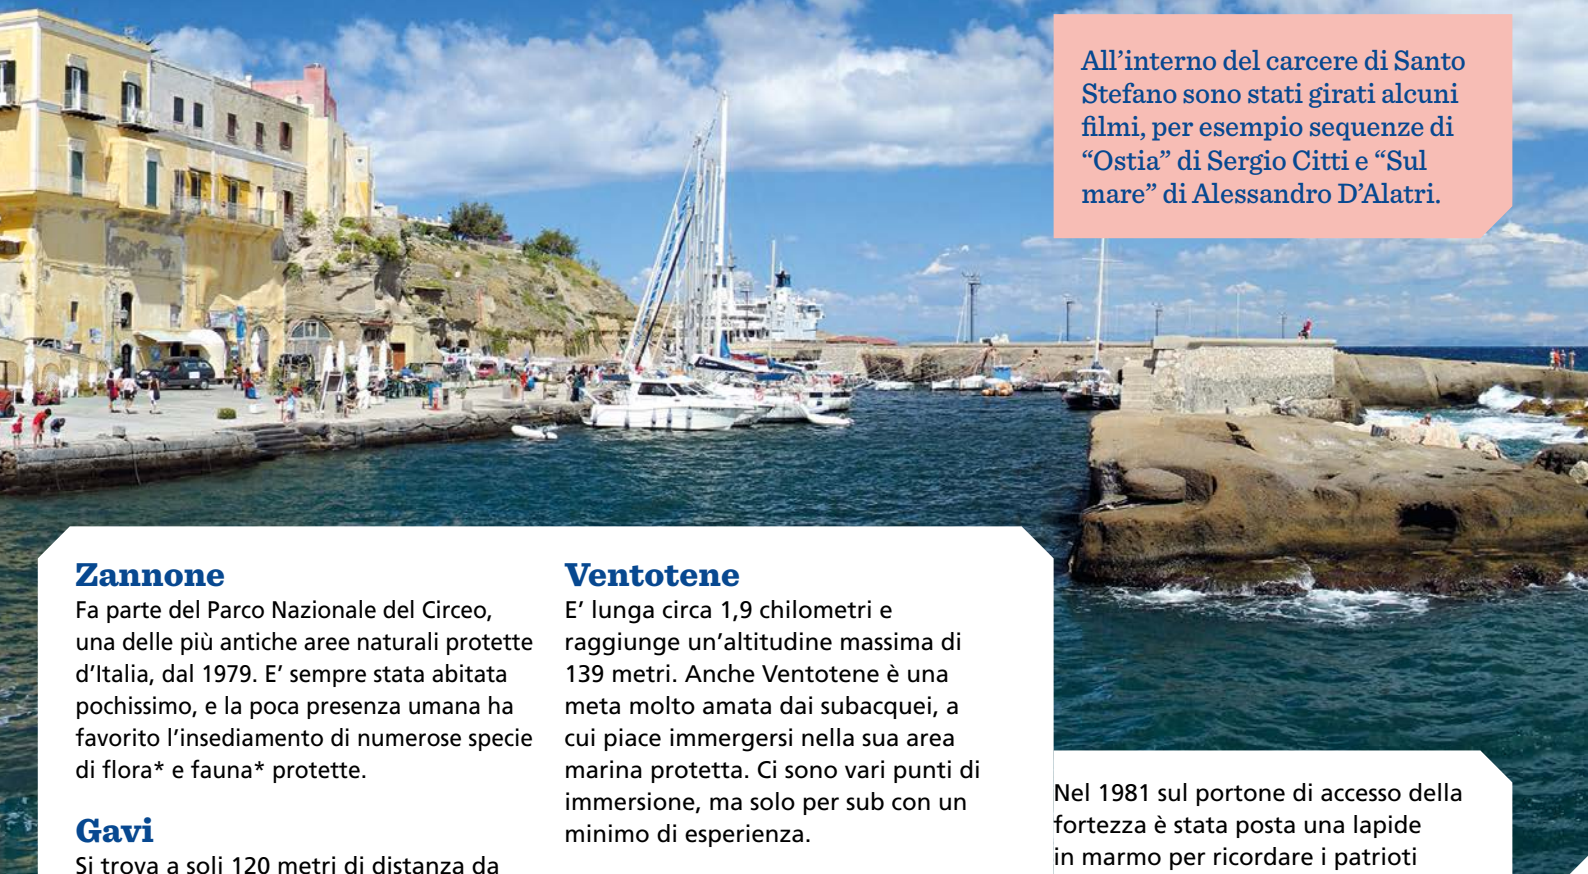 All’interno del carcere di Santo
Stefano sono stati girati alcuni
filmi, per esempio sequenze di
“Ostia” di Sergio Citti e “Sul
mare” di Alessandro D’Alatri.
Zannone
Fa parte del Parco Nazionale del Circeo,
una delle più antiche aree naturali protette
d’Italia, dal 1979. E’ sempre stata abitata
pochissimo, e la poca presenza umana ha
favorito l’insediamento di numerose specie
di flora* e fauna* protette.
Gavi
Si trova a soli 120 metri di distanza da
Ventotene
E’ lunga circa 1,9 chilometri e
raggiunge un’altitudine massima di
139 metri. Anche Ventotene è una
meta molto amata dai subacquei, a
cui piace immergersi nella sua area
marina protetta. Ci sono vari punti di
immersione, ma solo per sub con un
minimo di esperienza.
Nel 1981 sul portone di accesso della
fortezza è stata posta una lapide
in marmo per ricordare i patrioti